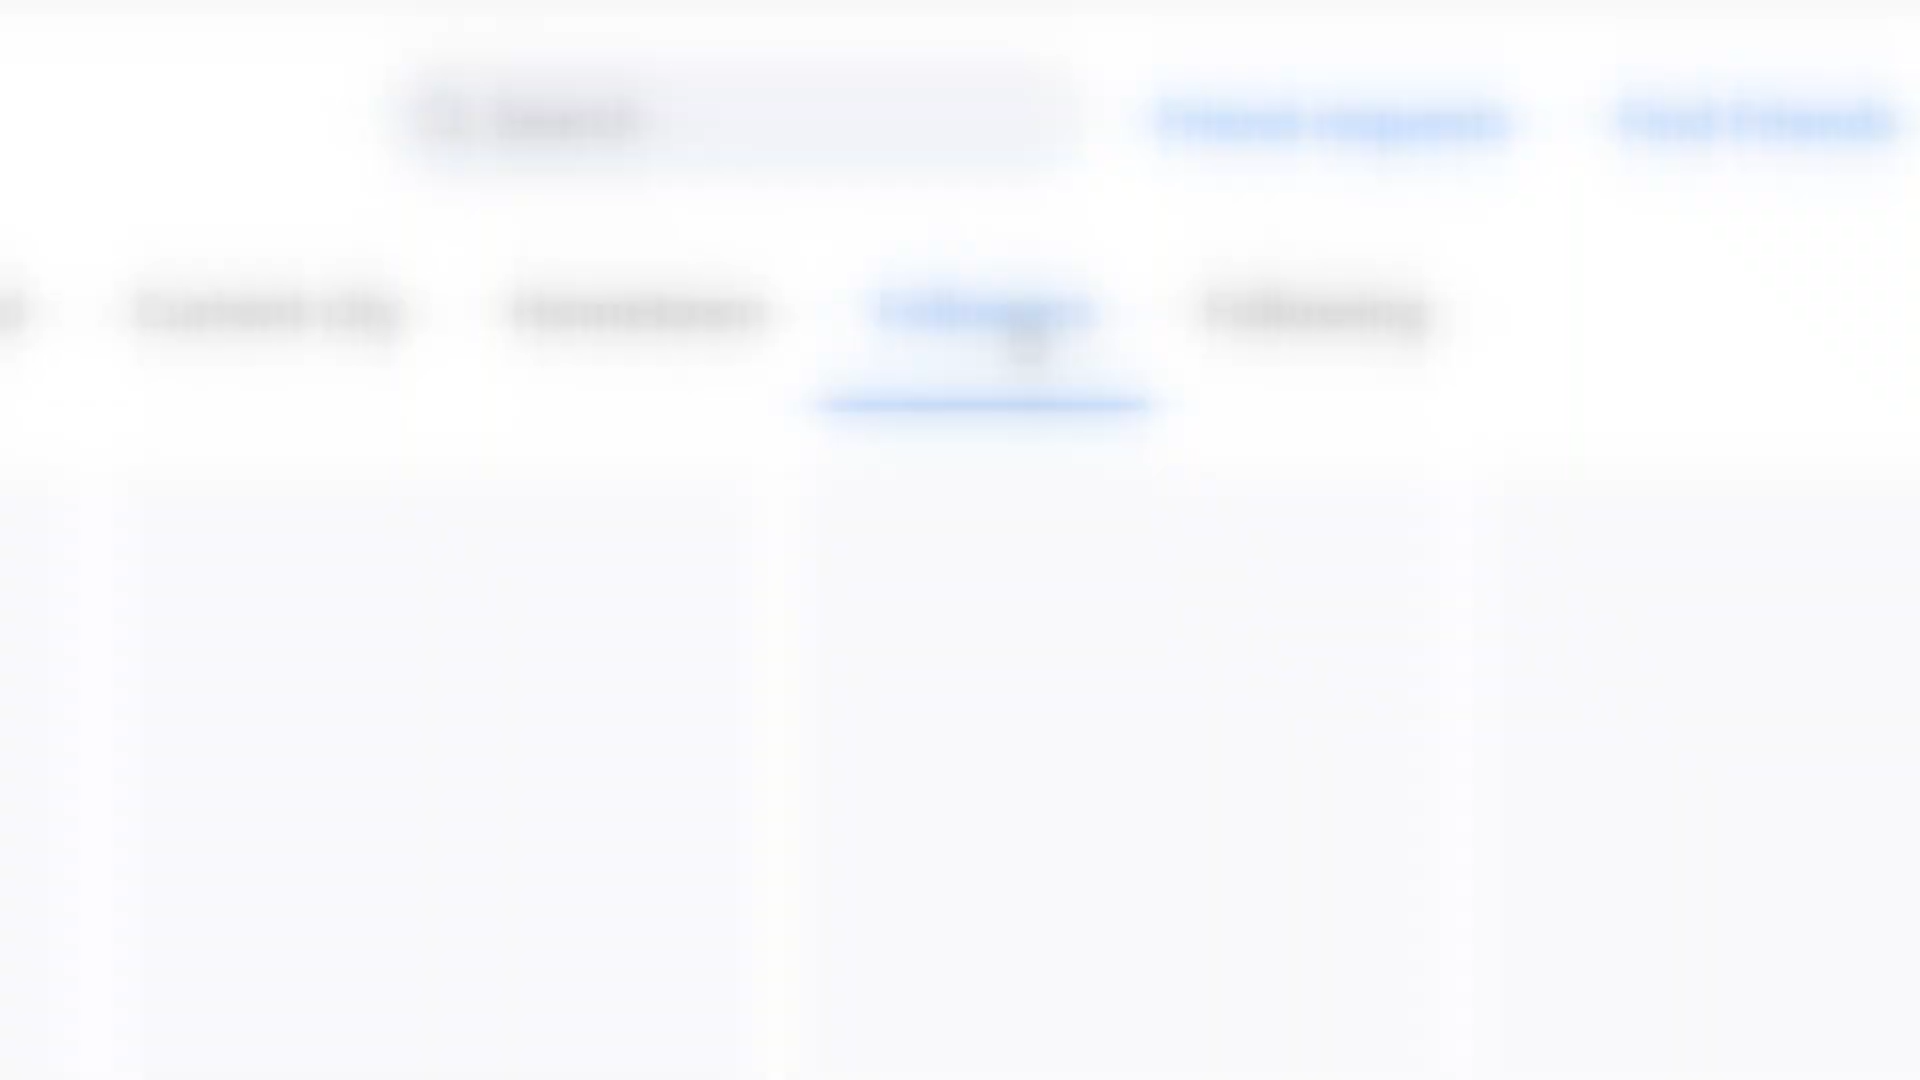 Search Friend requests Find Friends
Current city Hometown Followers Following